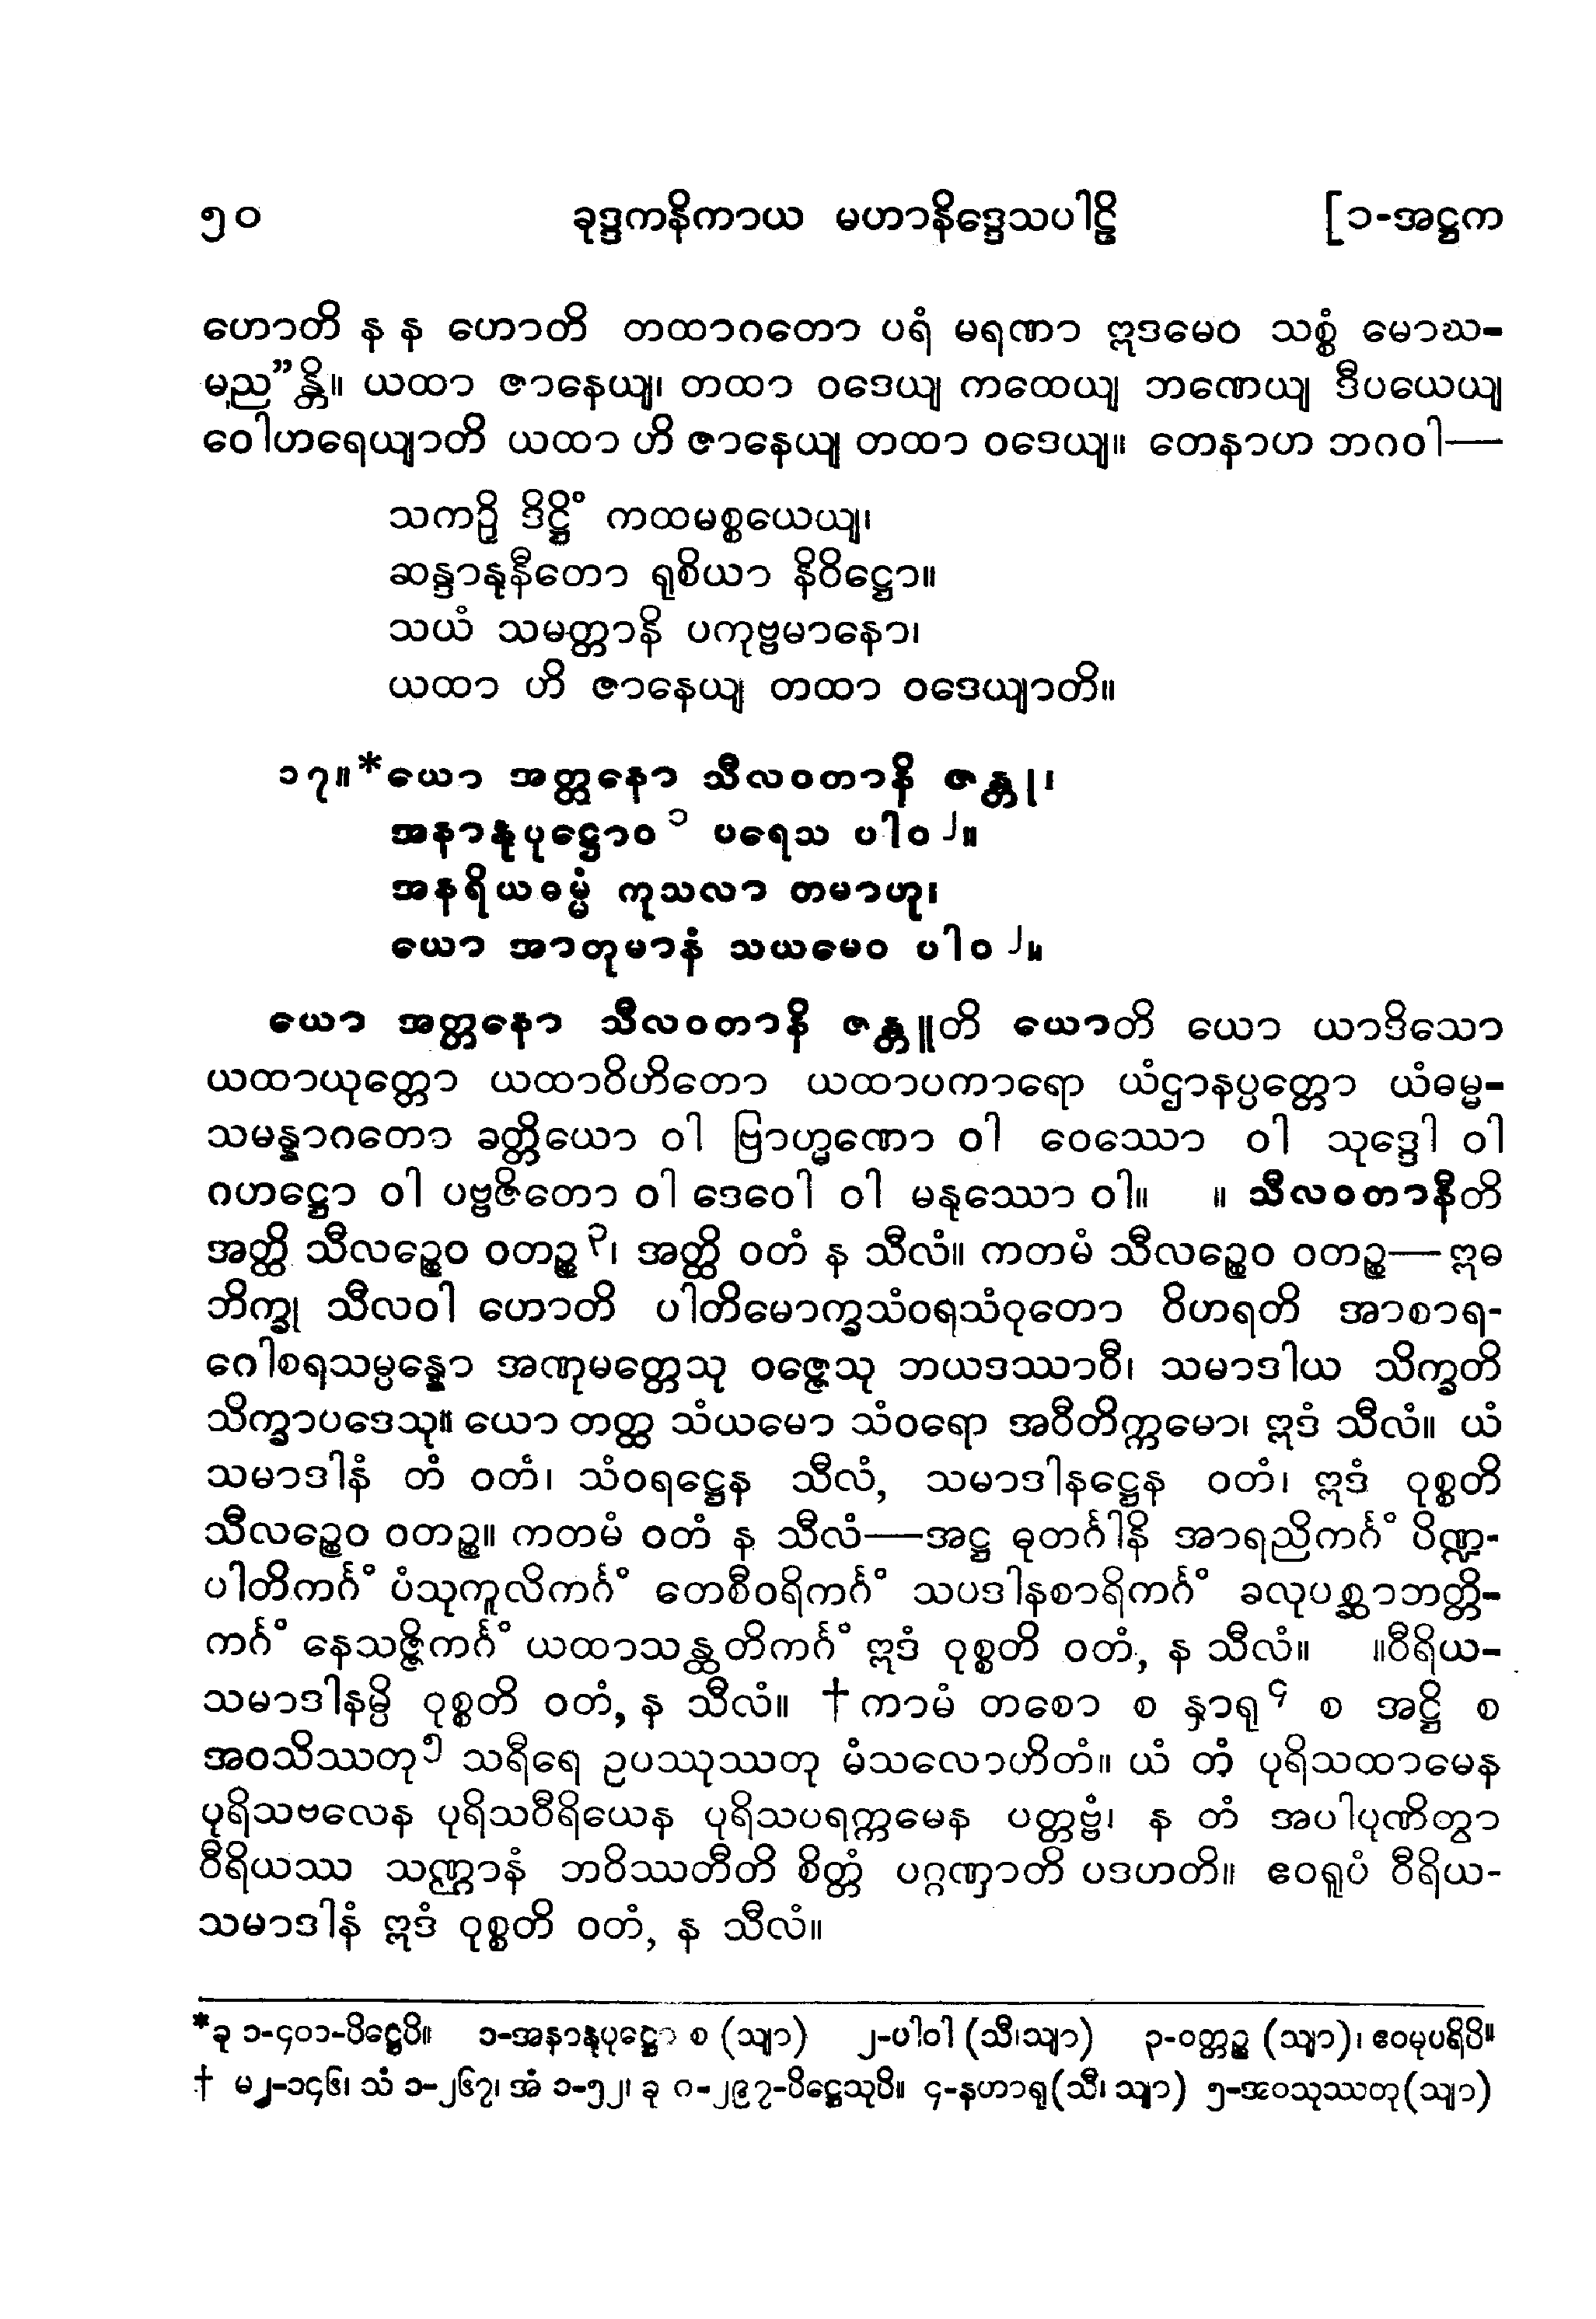 ၅၀ ခုဒ္ဒကနိကာယ မဟာနိဒ္ဒေသပါဠိ [၁-အဋ္ဌက
ဟောတိ န န ဟောတိ တထာဂတော ပရံ မရဏာ ဣဒမေဝ သစ္စံ မောဃ-
မည”န္တိ။ ယထာ ဇာနေယျ၊ တထာ ဝဒေယျ ကထေယျ ဘဏေယျ ဒီပယေယျ
ဝေါဟရေယျာတိ ယထာ ဟိ ဇာနေယျ တထာ ဝဒေယျ။ တေနာဟ ဘဂဝါ—
သကဉှိ ဒိဋ္ဌိံ ကထမစ္စယေယျ၊
ဆန္ဒာနုနီတော ရုစိယာ နိဝိဋ္ဌော။
သယံ သမတ္တာနိ ပကုဗ္ဗမာနော၊
ယထာ ဟိ ဇာနေယျ တထာ ဝဒေယျာတိ။
၁၇။*ယော အတ္တနော သီလဝတာနိ ဇန္တု၊
အနာနုပုဋ္ဌောဝ၁ ပရေသ ပါဝ၂။
အနရိယဓမ္မံ ကုသလာ တမာဟု၊
ယော အာတုမာနံ သယမေဝ ပါဝ၂။
ယော အတ္တနော သီလဝတာနိ ဇန္တူတိ ယောတိ ယော ယာဒိသော
ယထာယုတ္တော ယထာဝိဟိတော ယထာပကာရော ယံဌာနပ္ပတ္တော ယံဓမ္မ-
သမန္နာဂတော ခတ္တိယော ဝါ ဗြာဟ္မဏော ဝါ ဝေဿော ဝါ သုဒ္ဒေါ ဝါ
ဂဟဋ္ဌော ဝါ ပဗ္ဗဇိတော ဝါ ဒေဝေါ ဝါ မနုဿော ဝါ။ ။ သီလဝတာနီတိ
အတ္ထိ သီလဉ္စေဝ ဝတဉ္စ၃၊ အတ္ထိ ဝတံ န သီလံ။ ကတမံ သီလဉ္စေဝ ဝတဉ္စ—ဣဓ
ဘိက္ခု သီလဝါ ဟောတိ ပါတိမောက္ခသံဝရသံဝုတော ဝိဟရတိ အာစာရ-
ဂေါစရသမ္ပန္နော အဏုမတ္တေသု ဝဇ္ဇေသု ဘယဒဿာဝီ၊ သမာဒါယ သိက္ခတိ
သိက္ခာပဒေသု။ ယော တတ္ထ သံယမော သံဝရော အဝီတိက္ကမော၊ ဣဒံ သီလံ။ ယံ
သမာဒါနံ တံ ဝတံ၊ သံဝရဋ္ဌေန သီလံ, သမာဒါနဋ္ဌေန ဝတံ၊ ဣဒံ ဝုစ္စတိ
သီလဉ္စေဝ ဝတဉ္စ။ ကတမံ ဝတံ န သီလံ—အဋ္ဌ ဓုတင်္ဂါနိ အာရညိကင်္ဂံ ပိဏ္ဍ-
ပါတိကင်္ဂံ ပံသုကူလိကင်္ဂံ တေစီဝရိကင်္ဂံ သပဒါနစာရိကင်္ဂံ ခလုပစ္ဆာဘတ္တိ-
ကင်္ဂံ နေသဇ္ဇိကင်္ဂံ ယထာသန္ထတိကင်္ဂံ ဣဒံ ဝုစ္စတိ ဝတံ, န သီလံ။ ။ဝီရိယ-
သမာဒါနမ္ပိ ဝုစ္စတိ ဝတံ, န သီလံ။ †ကာမံ တစော စ နှာရု၄ စ အဋ္ဌိ စ
အဝသိဿတု၅ သရီရေ ဥပဿုဿတု မံသလောဟိတံ။ ယံ တံ ပုရိသထာမေန
ပုရိသဗလေန ပုရိသဝီရိယေန ပုရိသပရက္ကမေန ပတ္တဗ္ဗံ၊ န တံ အပါပုဏိတွာ
ဝီရိယဿ သဏ္ဌာနံ ဘဝိဿတီတိ စိတ္တံ ပဂ္ဂဏှာတိ ပဒဟတိ။ ဧဝရူပံ ဝီရိယ-
သမာဒါနံ ဣဒံ ဝုစ္စတိ ဝတံ, န သီလံ။
*ခု ၁-၄၀၁-ပိဋ္ဌေပိ။ ၁-အနာနုပုဋ္ဌော စ (သျာ) ၂-ပါဝါ (သီ၊သျာ) ၃-ဝတ္တဉ္စ (သျာ)၊ ဧဝမုပရိပိ။
† မ၂-၁၄၆၊ သံ ၁-၂၆၇၊ အံ ၁-၅၂၊ ခု ၈-၂၉၇-ပိဋ္ဌေသုပိ။ ၄-နဟာရု(သီ၊ သျာ) ၅-အဝသုဿတု(သျာ)